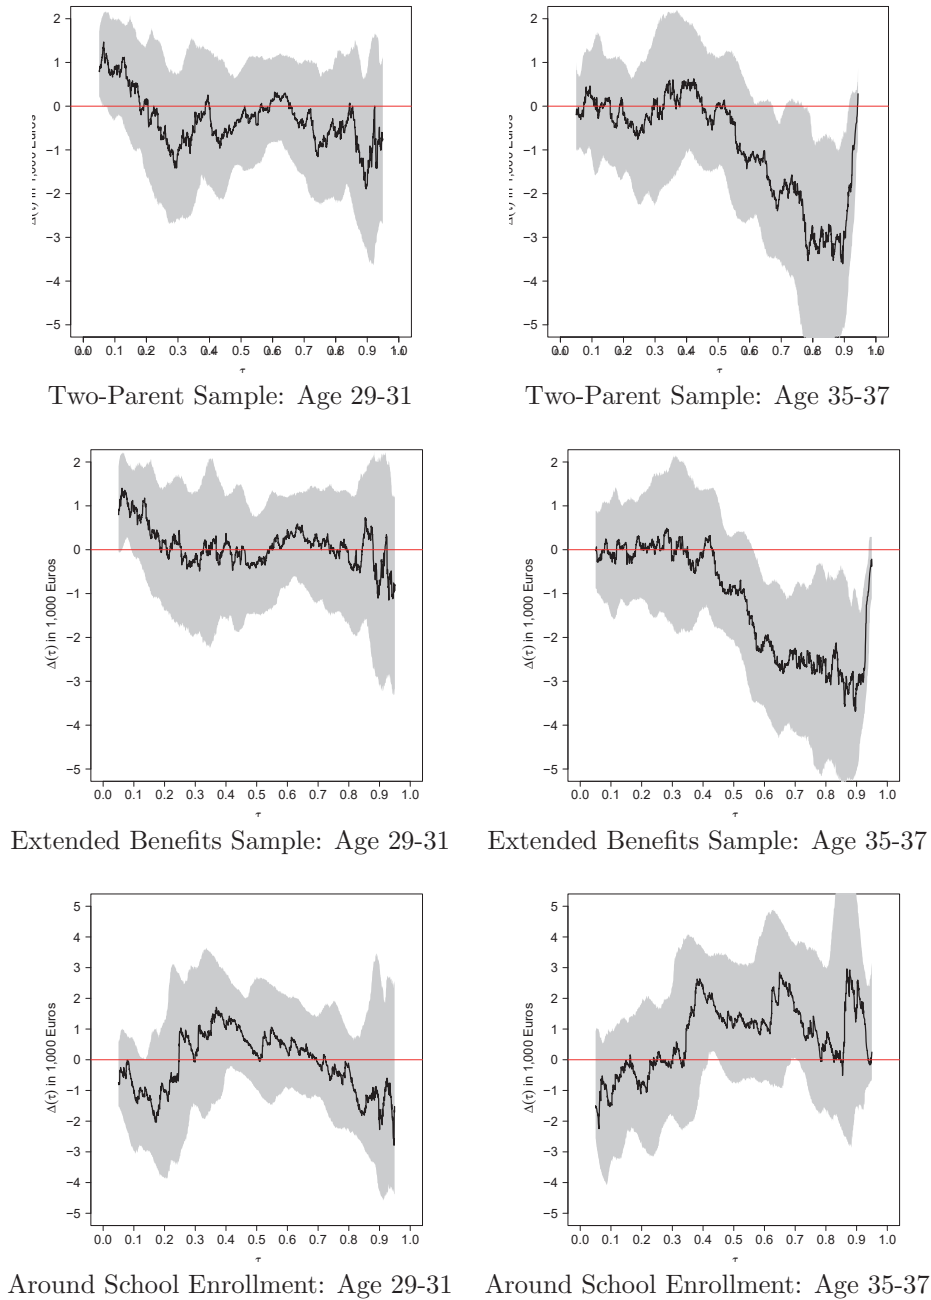 2
1
0
−1
−2
−3
−4
−5
Δ(τ) in 1,000 Euros
0.0 0.1 0.2 0.3 0.4 0.5 0.6 0.7 0.8 0.9 1.0
τ
Two-Parent Sample: Age 29-31
2
1
0
−1
−2
−3
−4
−5
Δ(τ) in 1,000 Euros
0.0 0.1 0.2 0.3 0.4 0.5 0.6 0.7 0.8 0.9 1.0
τ
Two-Parent Sample: Age 35-37
2
1
0
−1
−2
−3
−4
−5
Δ(τ) in 1,000 Euros
0.0 0.1 0.2 0.3 0.4 0.5 0.6 0.7 0.8 0.9 1.0
τ
Extended Benefits Sample: Age 29-31
2
1
0
−1
−2
−3
−4
−5
Δ(τ) in 1,000 Euros
0.0 0.1 0.2 0.3 0.4 0.5 0.6 0.7 0.8 0.9 1.0
τ
Extended Benefits Sample: Age 35-37
5
4
3
2
1
0
−1
−2
−3
−4
−5
Δ(τ) in 1,000 Euros
0.0 0.1 0.2 0.3 0.4 0.5 0.6 0.7 0.8 0.9 1.0
τ
Around School Enrollment: Age 29-31
5
4
3
2
1
0
−1
−2
−3
−4
−5
Δ(τ) in 1,000 Euros
0.0 0.1 0.2 0.3 0.4 0.5 0.6 0.7 0.8 0.9 1.0
τ
Around School Enrollment: Age 35-37